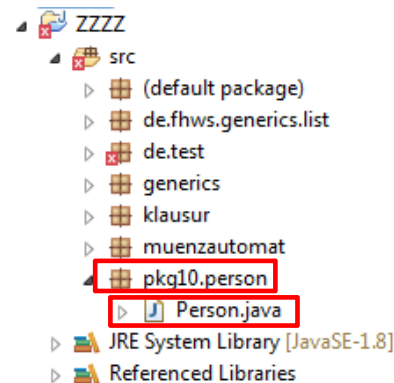 ZZZZ
src
(default package)
de.fhws.generics.list
de.test
generics
klausur
muenzautomat
pkg10.person
Person.java
JRE System Library [JavaSE-1.8]
Referenced Libraries